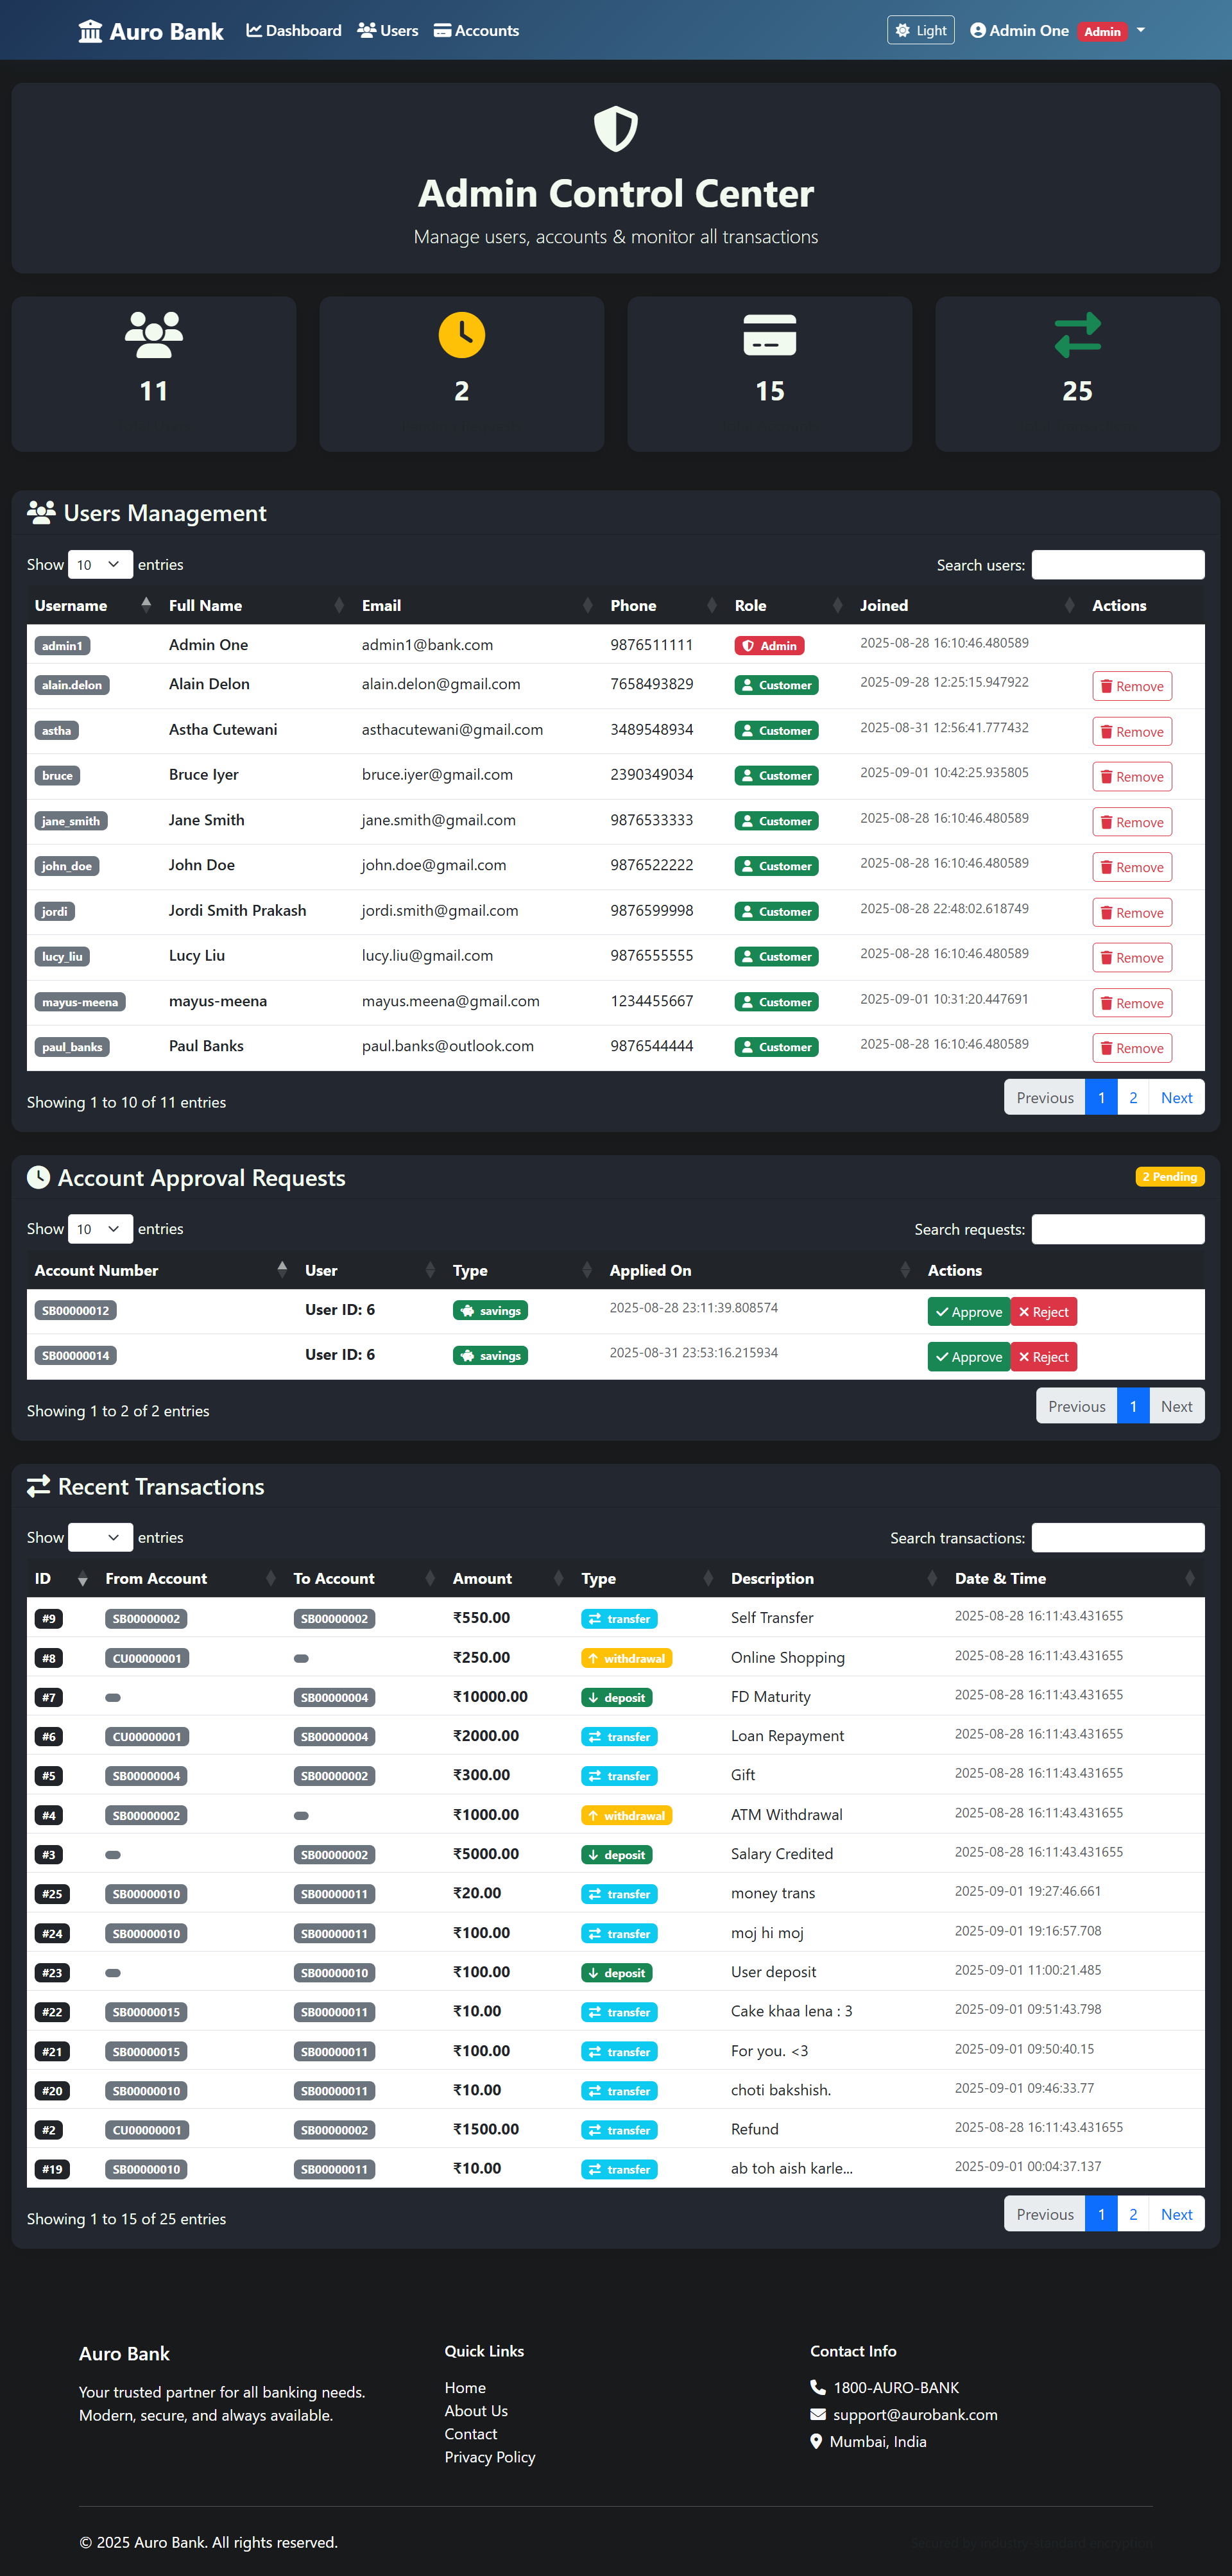 Auro Bank Dashboard Users Accounts Light Admin One Admin
Admin Control Center
Manage users, accounts & monitor all transactions
11 2 15 25
Users Management
Show 10 entries Search users:
Username Full Name Email Phone Role Joined Actions
admin1 Admin One admin1@bank.com 9876511111 Admin 2025-08-28 16:10:46.480589
alain.delon Alain Delon alain.delon@gmail.com 7658493829 Customer 2025-09-28 12:25:15.947922 Remove
astha Astha Cutewani asthacutewani@gmail.com 3489548934 Customer 2025-08-31 12:56:41.777432 Remove
bruce Bruce Iyer bruce.iyer@gmail.com 2390349034 Customer 2025-09-01 10:42:25.935805 Remove
jane_smith Jane Smith jane.smith@gmail.com 9876533333 Customer 2025-08-28 16:10:46.480589 Remove
john_doe John Doe john.doe@gmail.com 9876522222 Customer 2025-08-28 16:10:46.480589 Remove
jordi Jordi Smith Prakash jordi.smith@gmail.com 9876599998 Customer 2025-08-28 22:48:02.618749 Remove
lucy_liu Lucy Liu lucy.liu@gmail.com 9876555555 Customer 2025-08-28 16:10:46.480589 Remove
mayus-meena mayus-meena mayus.meena@gmail.com 1234455667 Customer 2025-09-01 10:31:20.447691 Remove
paul_banks Paul Banks paul.banks@outlook.com 9876544444 Customer 2025-08-28 16:10:46.480589 Remove
Showing 1 to 10 of 11 entries Previous 1 2 Next
Account Approval Requests 2 Pending
Show 10 entries Search requests:
Account Number User Type Applied On Actions
SB00000012 User ID: 6 savings 2025-08-28 23:11:39.808574 Approve Reject
SB00000014 User ID: 6 savings 2025-08-31 23:53:16.215934 Approve Reject
Showing 1 to 2 of 2 entries Previous 1 Next
Recent Transactions
Show entries Search transactions:
ID From Account To Account Amount Type Description Date & Time
#9 SB00000002 SB00000002 ₹550.00 transfer Self Transfer 2025-08-28 16:11:43.431655
#8 CU00000001 ₹250.00 withdrawal Online Shopping 2025-08-28 16:11:43.431655
#7 SB00000004 ₹10000.00 deposit FD Maturity 2025-08-28 16:11:43.431655
#6 CU00000001 SB00000004 ₹2000.00 transfer Loan Repayment 2025-08-28 16:11:43.431655
#5 SB00000004 SB00000002 ₹300.00 transfer Gift 2025-08-28 16:11:43.431655
#4 SB00000002 ₹1000.00 withdrawal ATM Withdrawal 2025-08-28 16:11:43.431655
#3 SB00000002 ₹5000.00 deposit Salary Credited 2025-08-28 16:11:43.431655
#25 SB00000010 SB00000011 ₹20.00 transfer money trans 2025-09-01 19:27:46.661
#24 SB00000010 SB00000011 ₹100.00 transfer moj hi moj 2025-09-01 19:16:57.708
#23 SB00000010 ₹100.00 deposit User deposit 2025-09-01 11:00:21.485
#22 SB00000015 SB00000011 ₹10.00 transfer Cake khaa lena : 3 2025-09-01 09:51:43.798
#21 SB00000015 SB00000011 ₹100.00 transfer For you. <3 2025-09-01 09:50:40.15
#20 SB00000010 SB00000011 ₹10.00 transfer choti bakshish. 2025-09-01 09:46:33.77
#2 CU00000001 SB00000002 ₹1500.00 transfer Refund 2025-08-28 16:11:43.431655
#19 SB00000010 SB00000011 ₹10.00 transfer ab toh aish karle... 2025-09-01 00:04:37.137
Showing 1 to 15 of 25 entries Previous 1 2 Next
Auro Bank
Your trusted partner for all banking needs.
Modern, secure, and always available.
Quick Links
Home
About Us
Contact
Privacy Policy
Contact Info
1800-AURO-BANK
support@aurobank.com
Mumbai, India
© 2025 Auro Bank. All rights reserved.